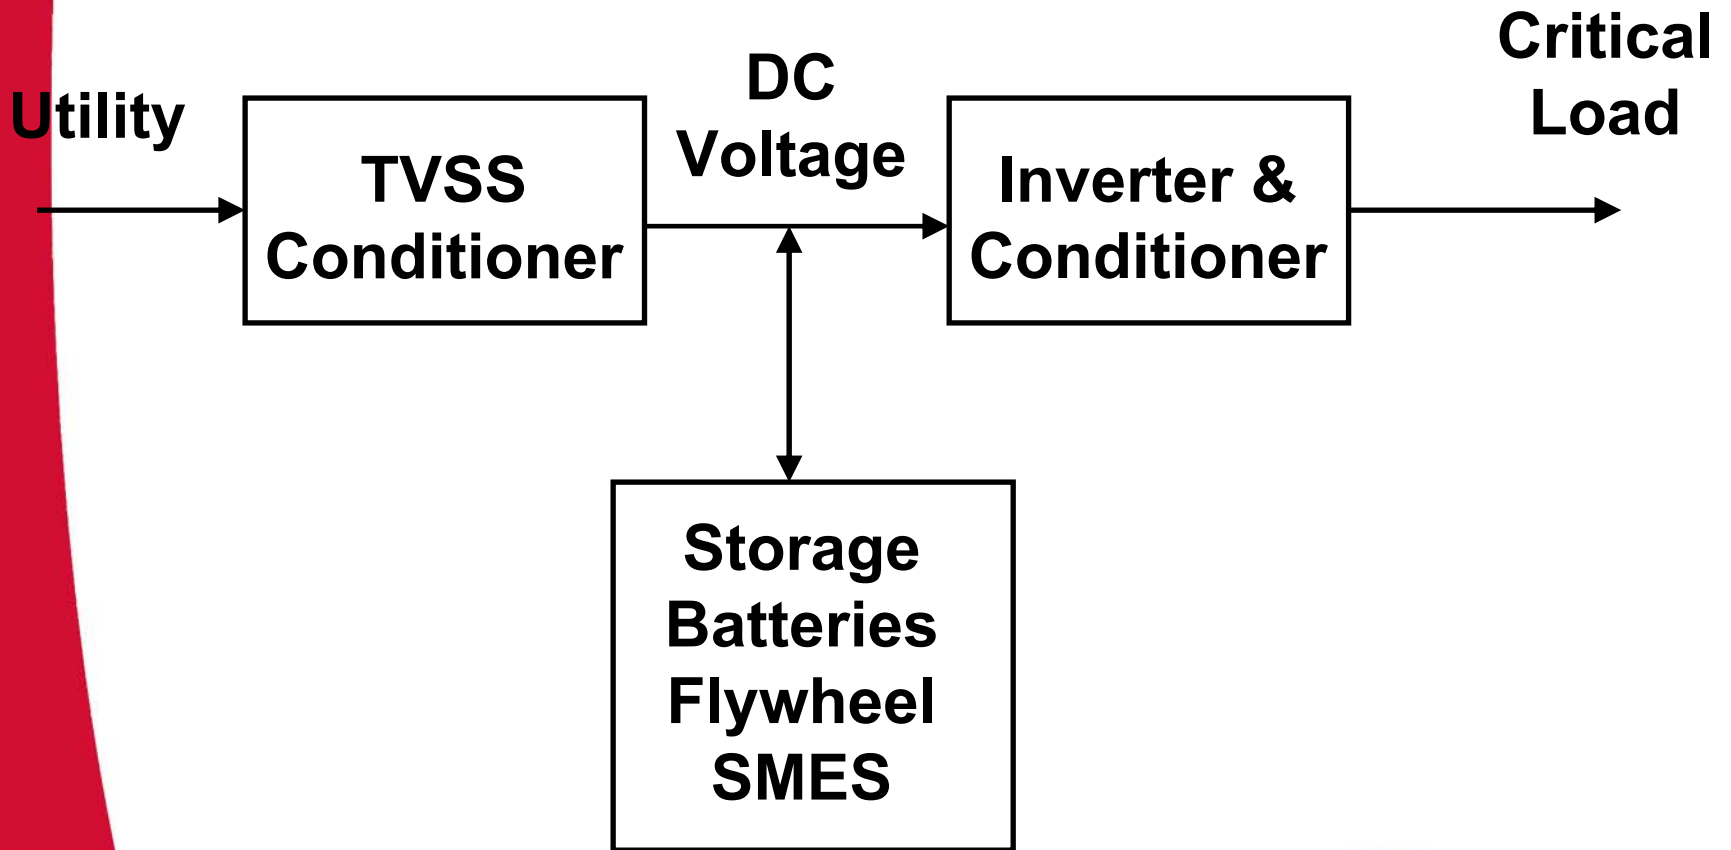 Utility
TVSS
Conditioner
DC
Voltage
Inverter &
Conditioner
Critical
Load
Storage
Batteries
Flywheel
SMES